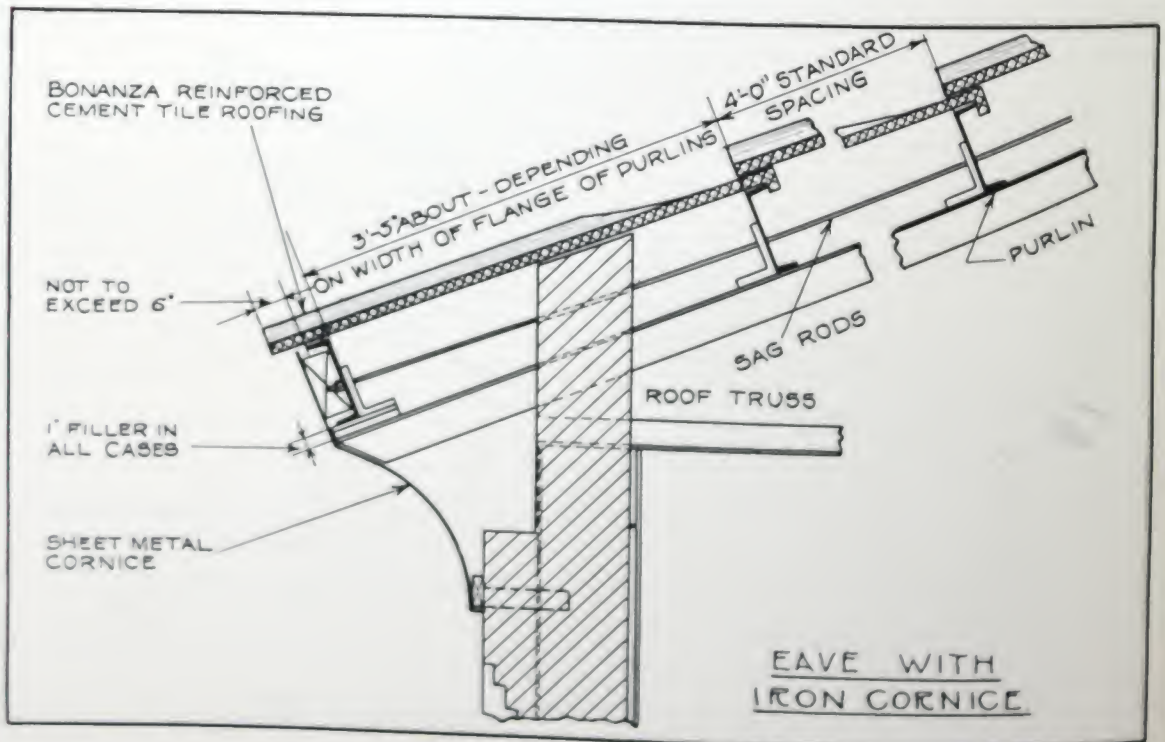 BONANZA REINFORCED
CEMENT TILE ROOFING
4'-0" STANDARD
SPACING
3'-5" ABOUT - DEPENDING
ON WIDTH OF FLANGE OF PURLINS
NOT TO
EXCEED 6"
PURLIN
SAG RODS
ROOF TRUSS
1" FILLER IN
ALL CASES
SHEET METAL
CORNICE
EAVE WITH
IRON CORNICE